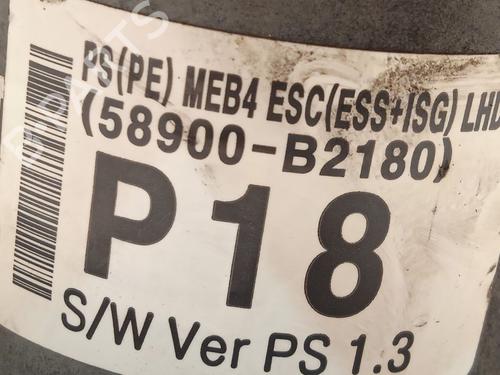 PS(PE) MEB4 ESC(ESS+ISG) LHD
(58900-B2180)
P18
S/W Ver PS 1.3